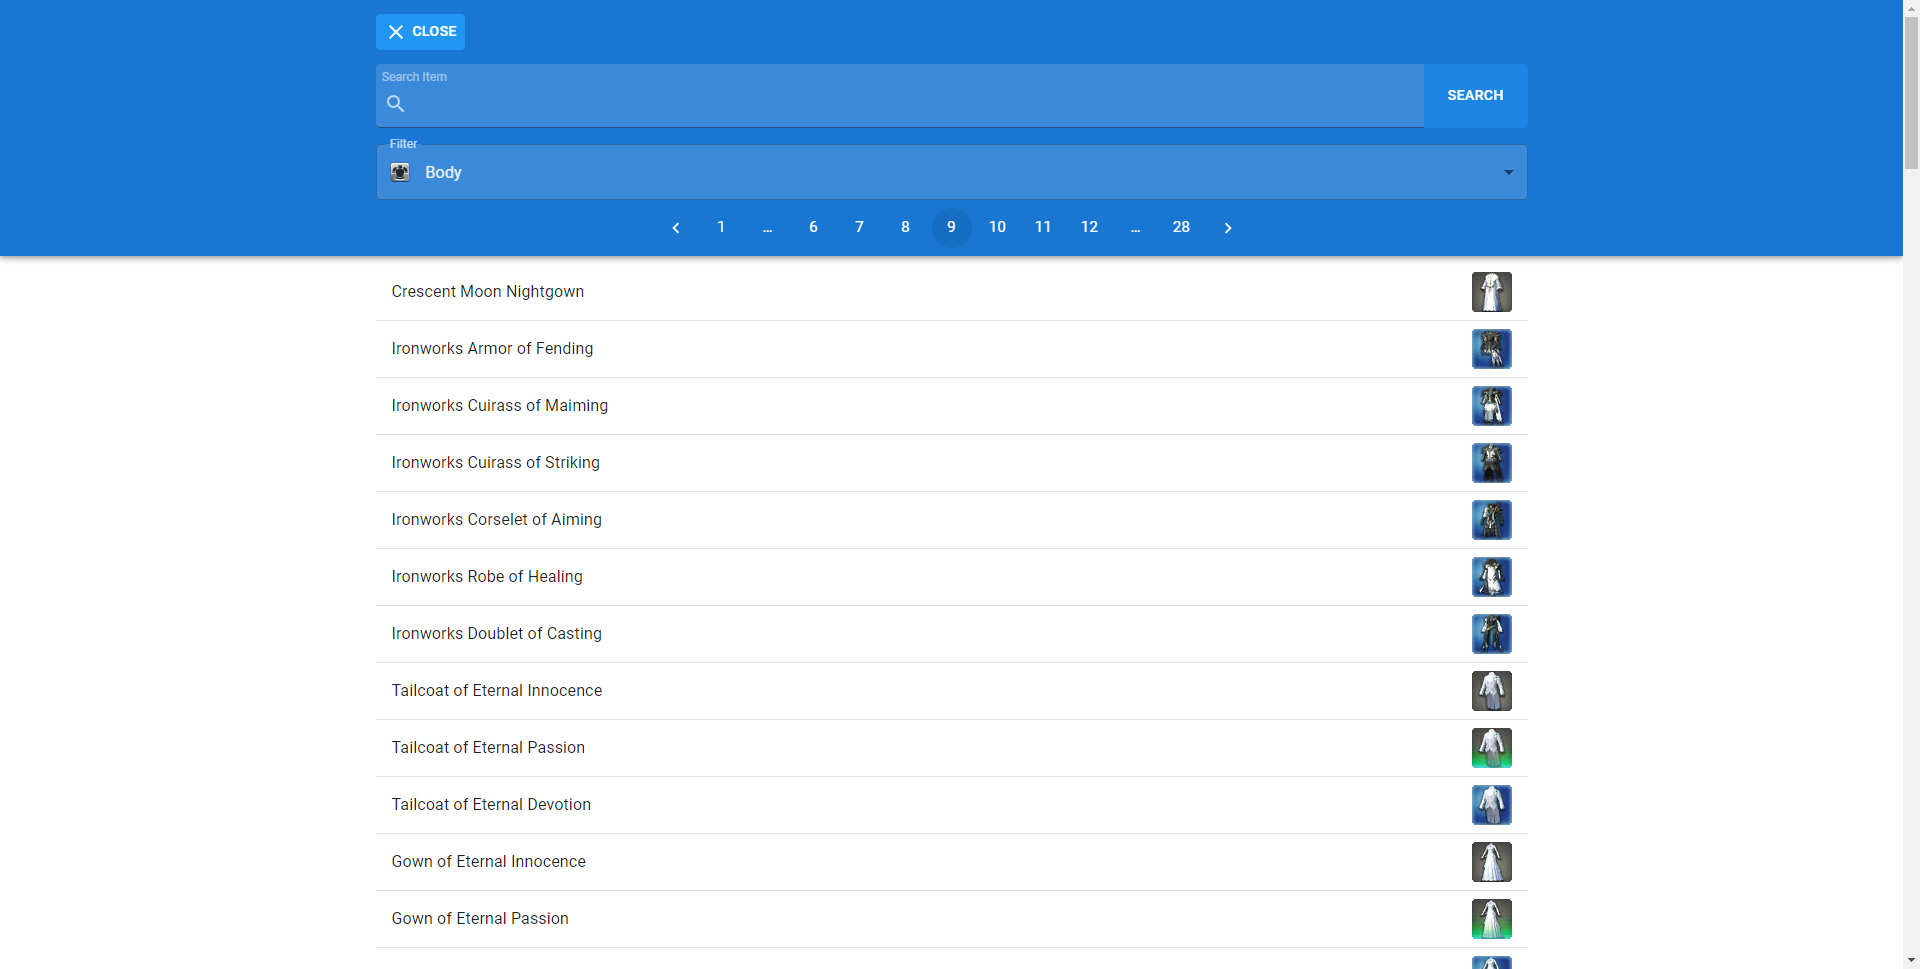 CLOSE
Search Item
SEARCH
Filter
Body
1 ... 6 7 8 9 10 11 12 ... 28
Crescent Moon Nightgown
Ironworks Armor of Fending
Ironworks Cuirass of Maiming
Ironworks Cuirass of Striking
Ironworks Corselet of Aiming
Ironworks Robe of Healing
Ironworks Doublet of Casting
Tailcoat of Eternal Innocence
Tailcoat of Eternal Passion
Tailcoat of Eternal Devotion
Gown of Eternal Innocence
Gown of Eternal Passion